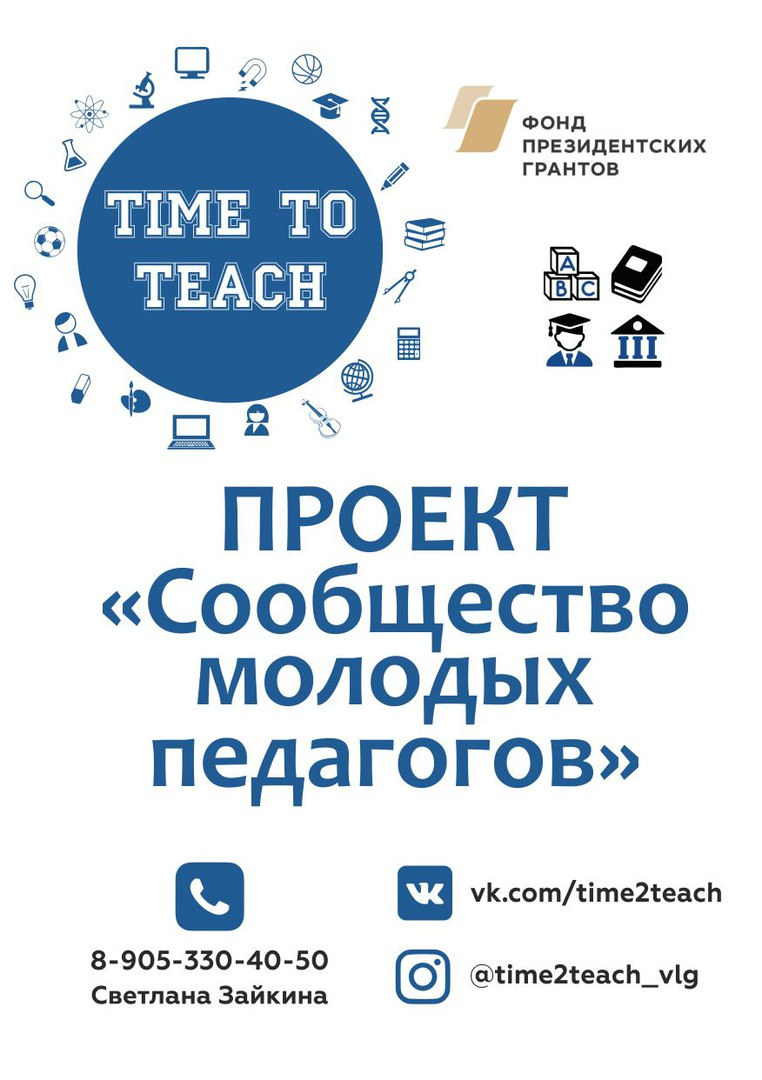 TIME TO
TEACH
ФОНД
ПРЕЗИДЕНТСКИХ
ГРАНТОВ
A
B C
ПРОЕКТ
«Сообщество
молодых
педагогов»
8-905-330-40-50
Светлана Зайкина
vk.com/time2teach
@time2teach_vlg